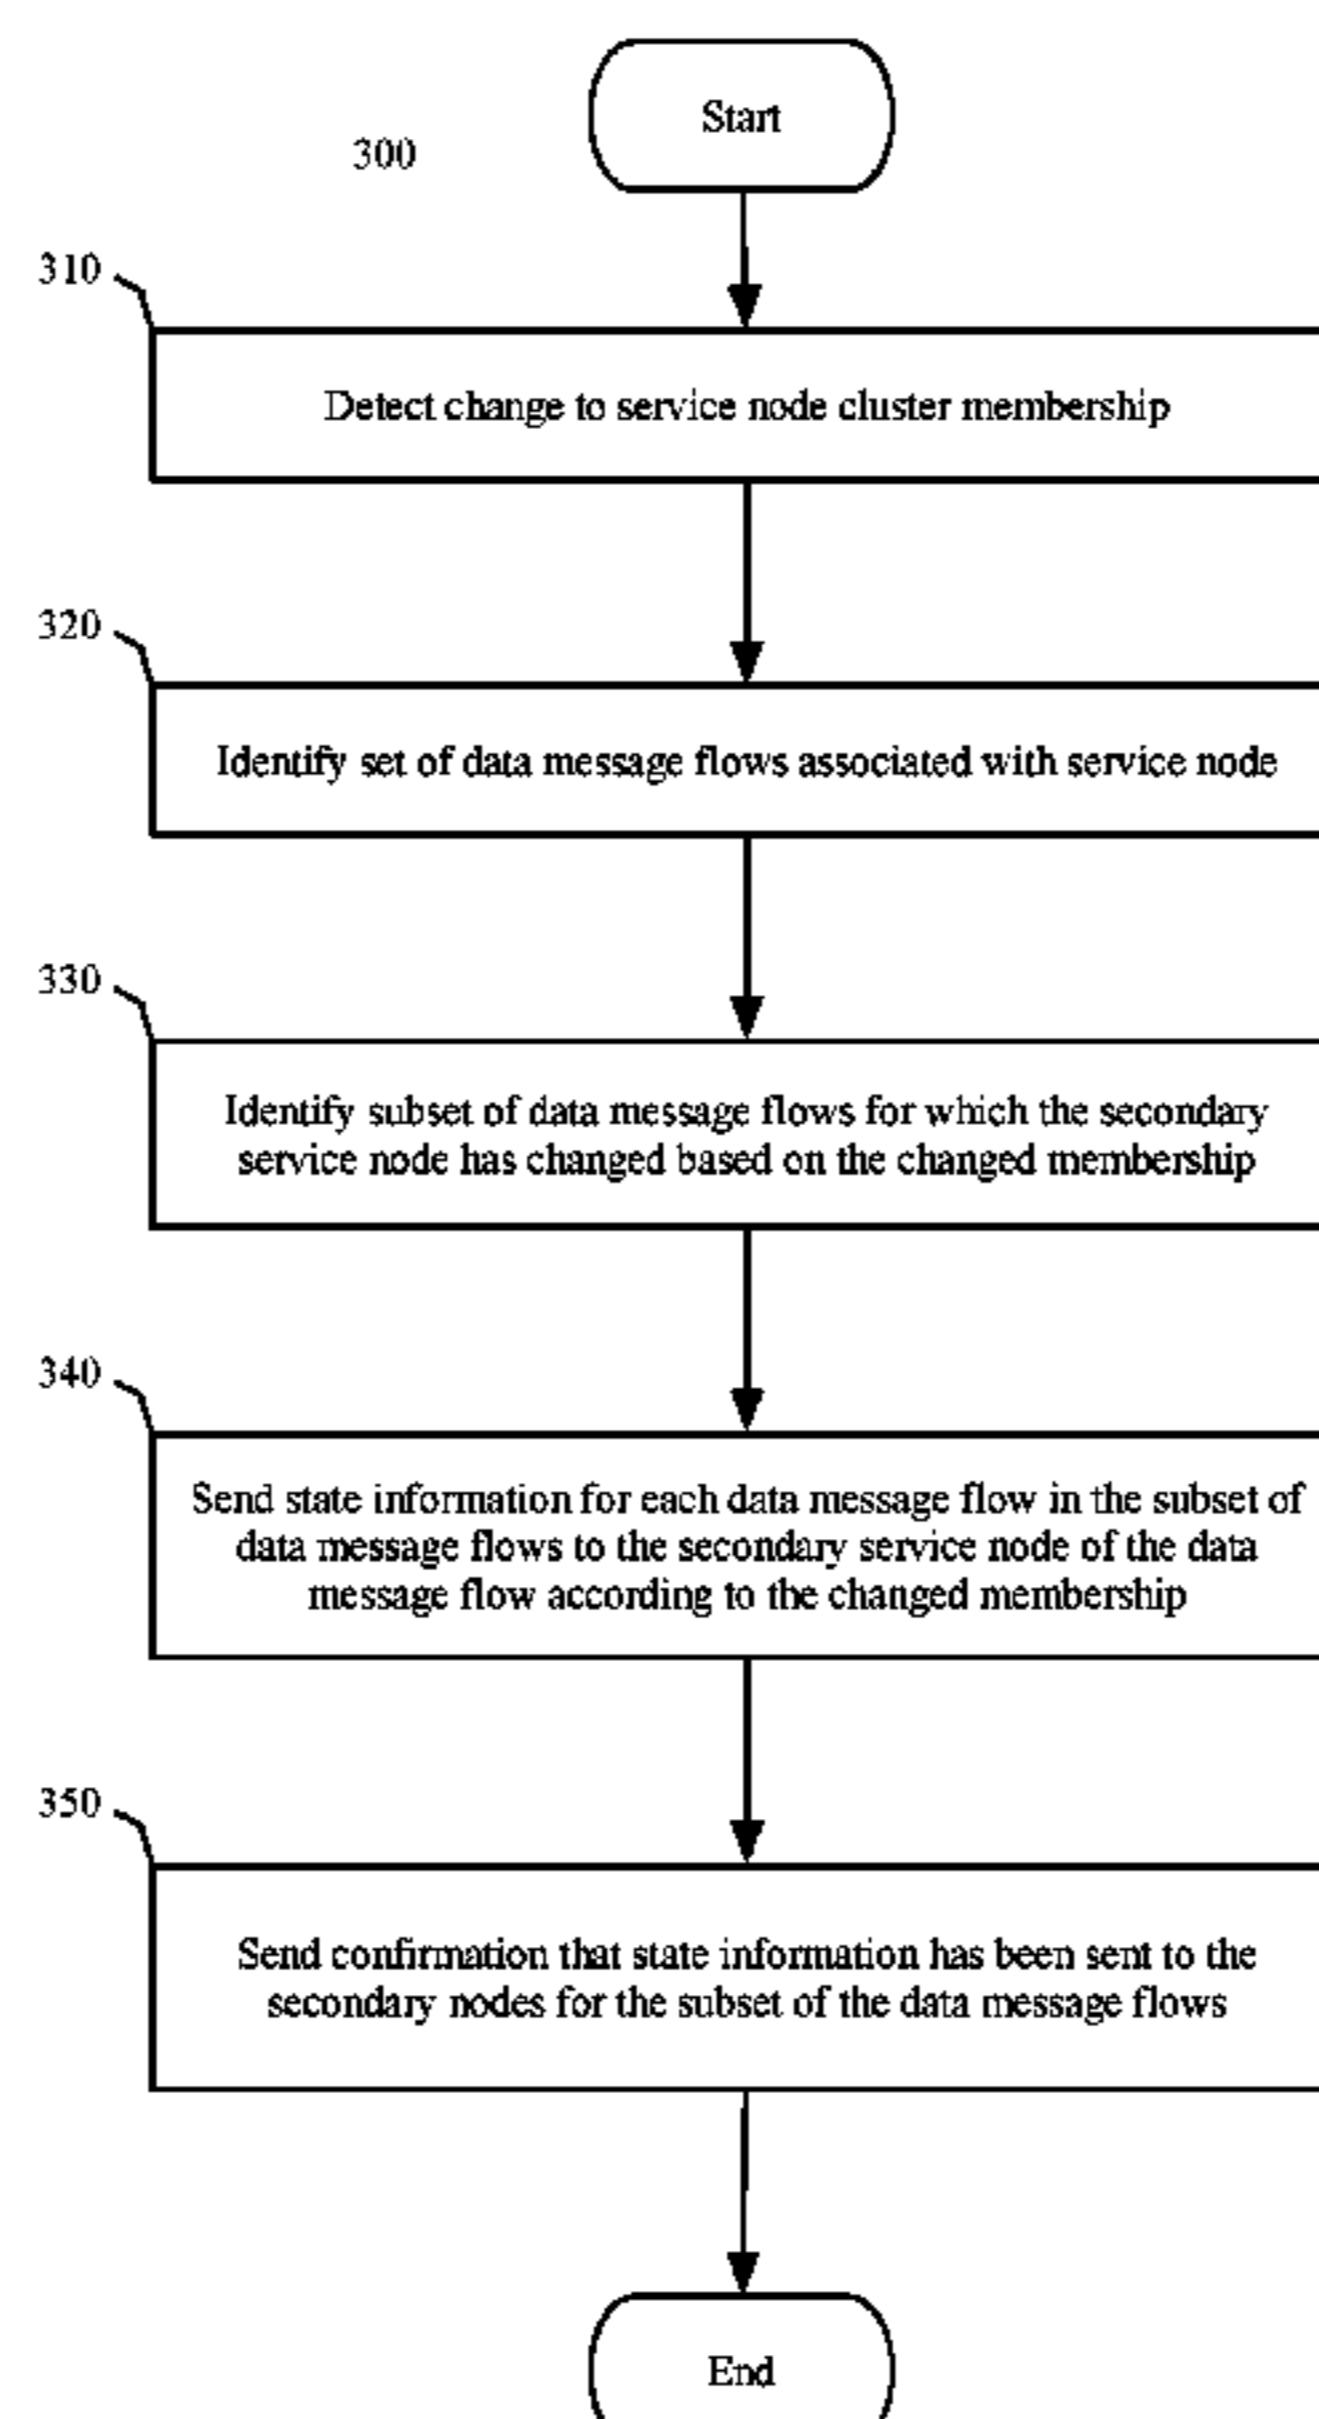 Start
300
310
Detect change to service node cluster membership
320
Identify set of data message flows associated with service node
330
Identify subset of data message flows for which the secondary
service node has changed based on the changed membership
340
Send state information for each data message flow in the subset of
data message flows to the secondary service node of the data
message flow according to the changed membership
350
Send confirmation that state information has been sent to the
secondary nodes for the subset of the data message flows
End